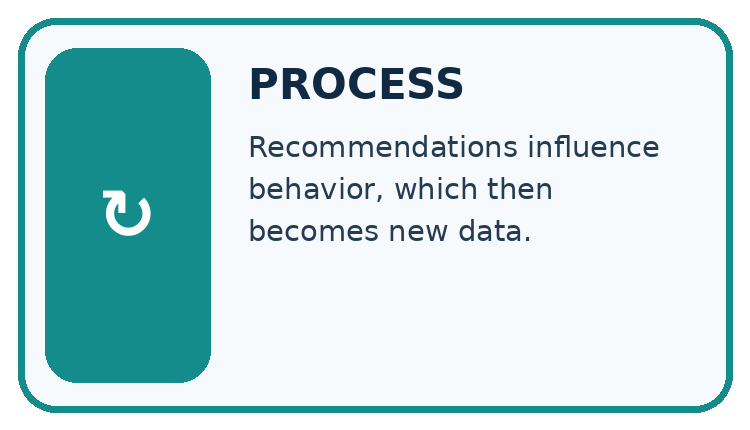 PROCESS
Recommendations influence
behavior, which then
becomes new data.